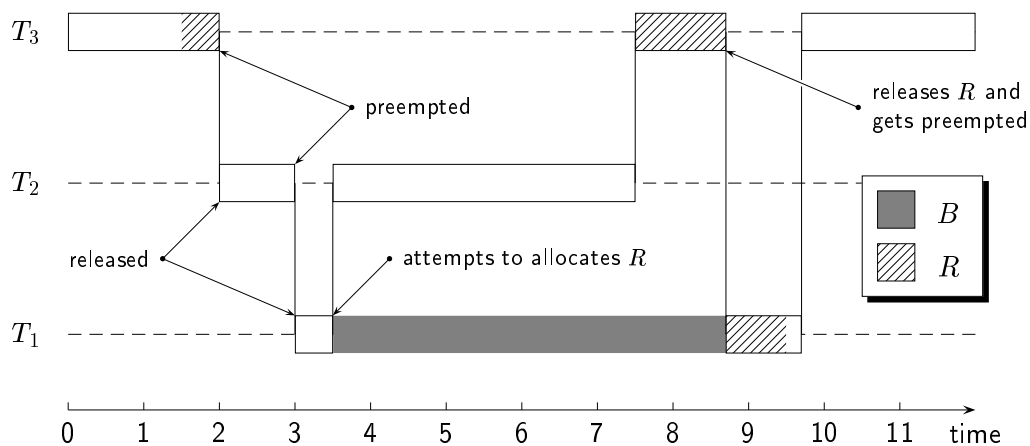 T3
preempted
releases R and
gets preempted
T2
released
attempts to allocates R
B
R
T1
0 1 2 3 4 5 6 7 8 9 10 11 time